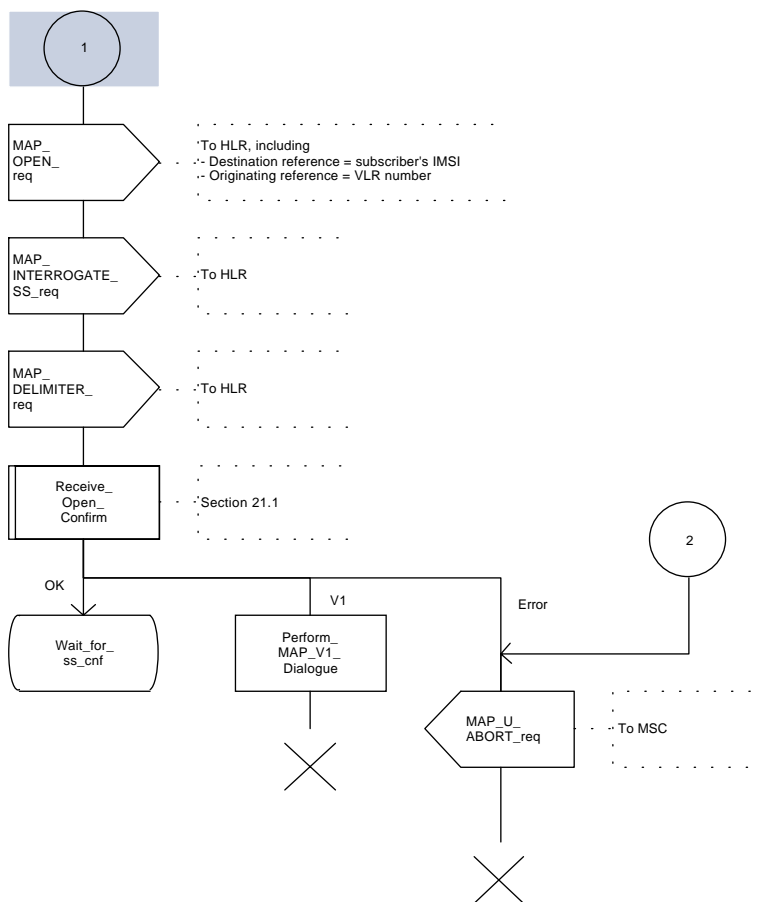 1
MAP_
OPEN_
req
To HLR, including
- Destination reference = subscriber's IMSI
- Originating reference = VLR number
MAP_
INTERROGATE_
SS_req
To HLR
MAP_
DELIMITER_
req
To HLR
Receive_
Open_
Confirm
Section 21.1
2
OK
V1
Error
Wait_for_
ss_cnf
Perform_
MAP_V1_
Dialogue
MAP_U_
ABORT_req
To MSC